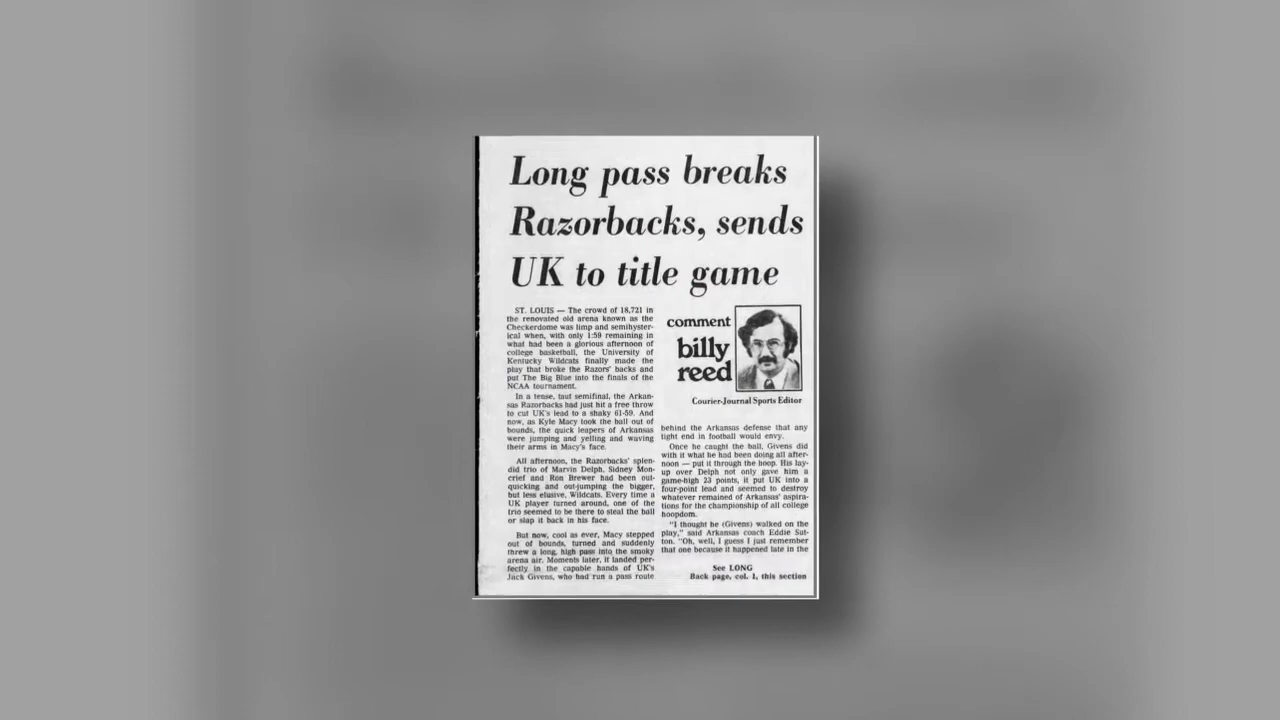 Long pass breaks
Razorbacks, sends
UK to title game
ST. LOUIS — The crowd of 18,721 in
the renovated old arena known as the
Checkerdome was limp and semihyster-
ical when, with only 1:59 remaining in
what had been a glorious afternoon of
college basketball, the University of
Kentucky Wildcats finally made the
play that broke the Razors' backs and
put The Big Blue into the finals of the
NCAA tournament.
In a tense, taut semifinal, the Arkan-
sas Razorbacks had just hit a free throw
to cut UK's lead to a shaky 61-59. And
now, as Kyle Macy took the ball out of
bounds, the quick leapers of Arkansas
were jumping and yelling and waving
their arms in Macy's face.
All afternoon, the Razorbacks' splen-
did trio of Marvin Delph, Sidney Mon-
crief and Ron Brewer had been out-
quicking and out-jumping the bigger,
but less elusive, Wildcats. Every time a
UK player turned around, one of the
trio seemed to be there to steal the ball
or slap it back in his face.
But now, cool as ever, Macy stepped
out of bounds, turned and suddenly
threw a long, high pass into the smoky
arena air. Moments later, it landed per-
fectly in the capable hands of UK's
Jack Givens, who had run a pass route
comment
billy
reed
Courier-Journal Sports Editor
behind the Arkansas defense that any
tight end in football would envy.
Once he caught the ball, Givens did
with it what he had been doing all after-
noon — put it through the hoop. His lay-
up over Delph not only gave him a
game-high 23 points, it put UK into a
four-point lead and seemed to destroy
whatever remained of Arkansas' aspira-
tions for the championship of all college
hoopdom.
"I thought he (Givens) walked on the
play," said Arkansas coach Eddie Sut-
ton. "Oh, well, I guess I just remember
that one because it happened late in the
See LONG
Back page, col. 1, this section